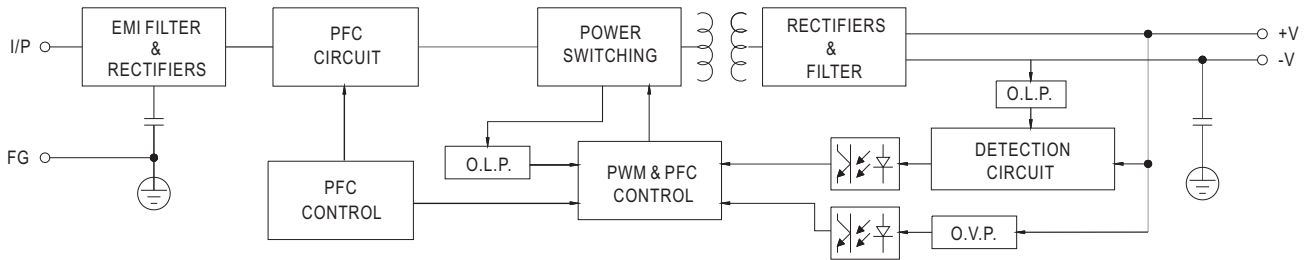 I/P
EMI FILTER
&
RECTIFIERS
PFC
CIRCUIT
POWER
SWITCHING
RECTIFIERS
&
FILTER
+V
-V
O.L.P.
FG
O.L.P.
PFC
CONTROL
PWM & PFC
CONTROL
DETECTION
CIRCUIT
O.V.P.